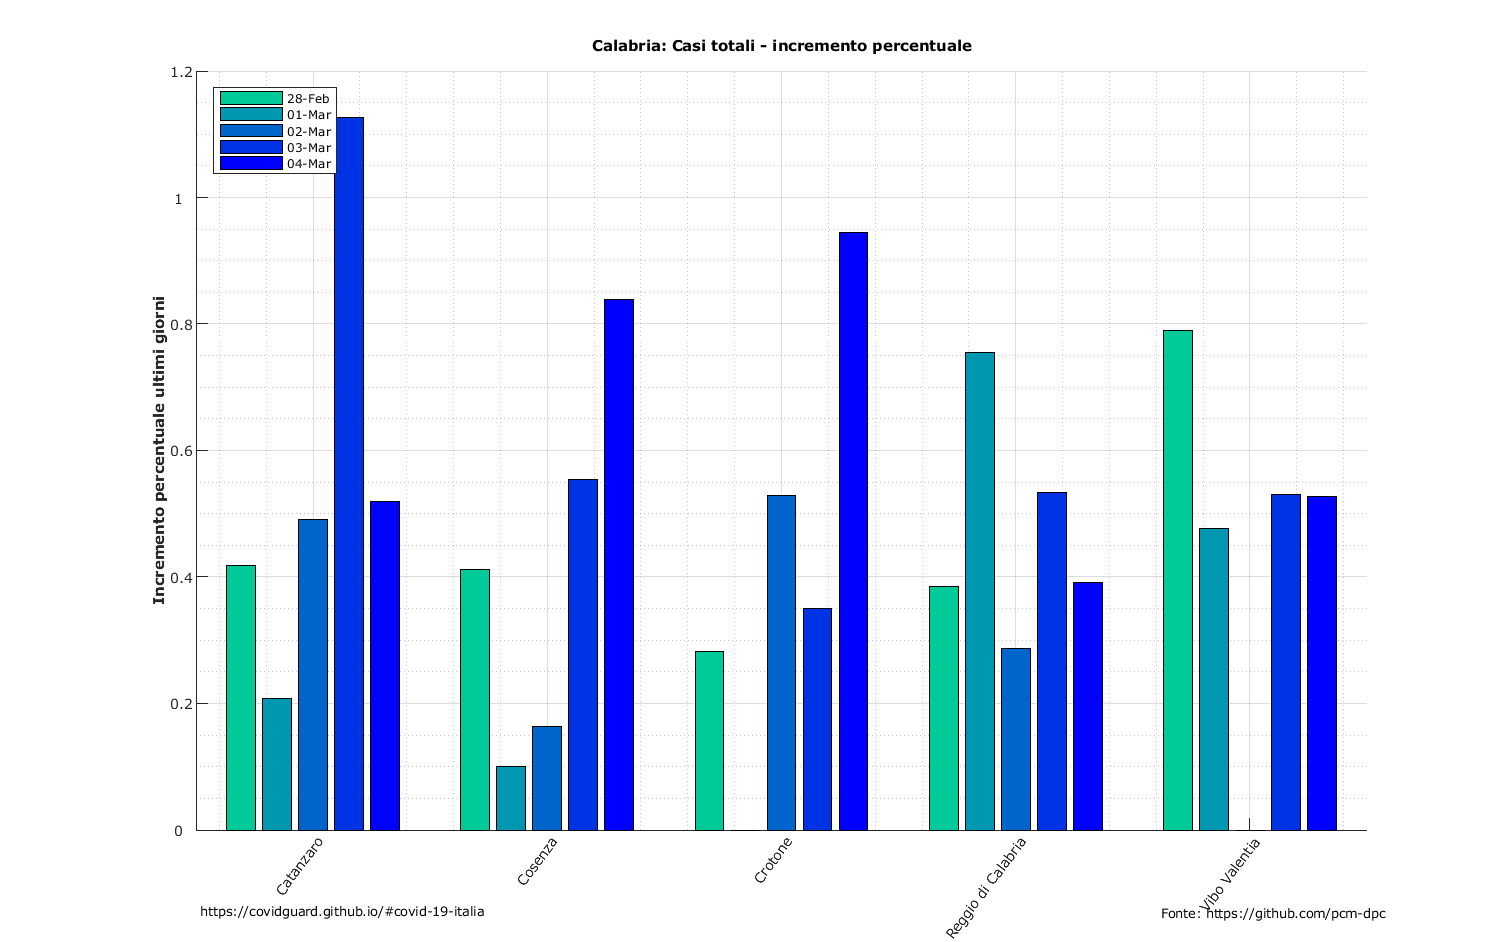 Calabria: Casi totali - incremento percentuale
Incremento percentuale ultimi giorni
1.2
1
0.8
0.6
0.4
0.2
0
28-Feb
01-Mar
02-Mar
03-Mar
04-Mar
Catanzaro
Cosenza
Crotone
Reggio di Calabria
Vibo Valentia
https://covidguard.github.io/#covid-19-italia
Fonte: https://github.com/pcm-dpc